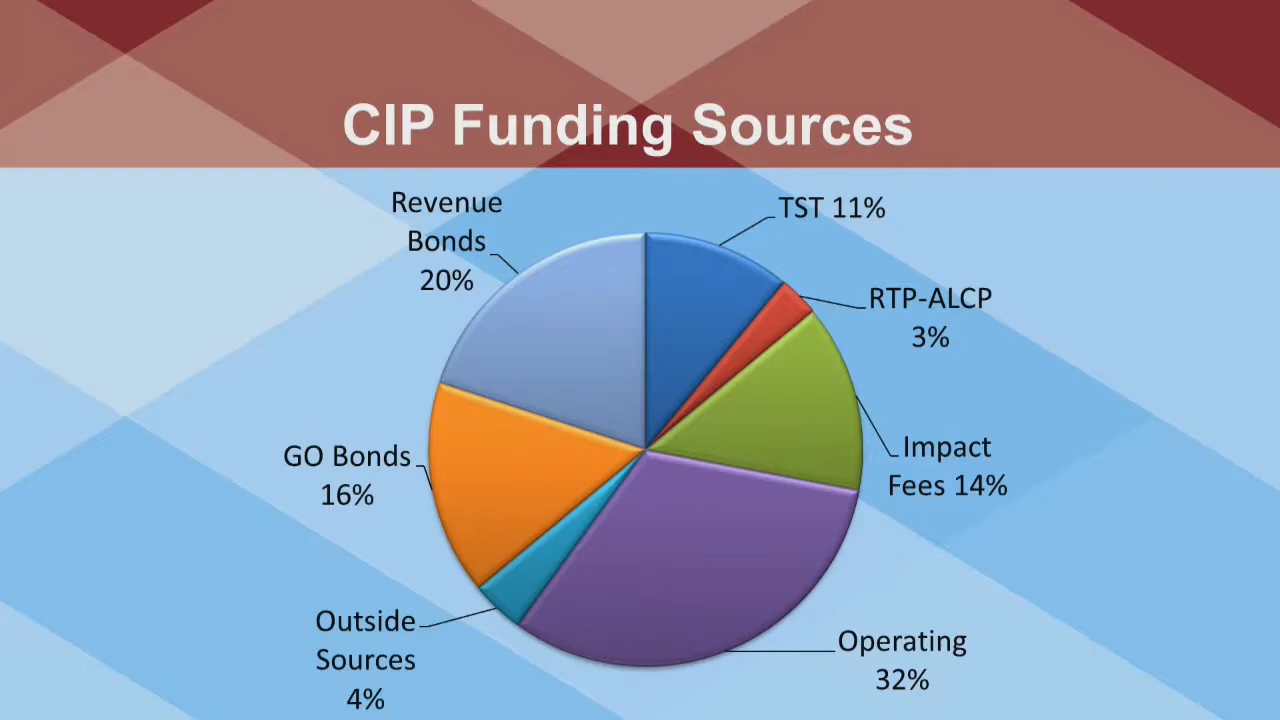 CIP Funding Sources
Revenue
Bonds
20%
TST 11%
RTP-ALCP
3%
Impact
Fees 14%
GO Bonds
16%
Outside
Sources
4%
Operating
32%